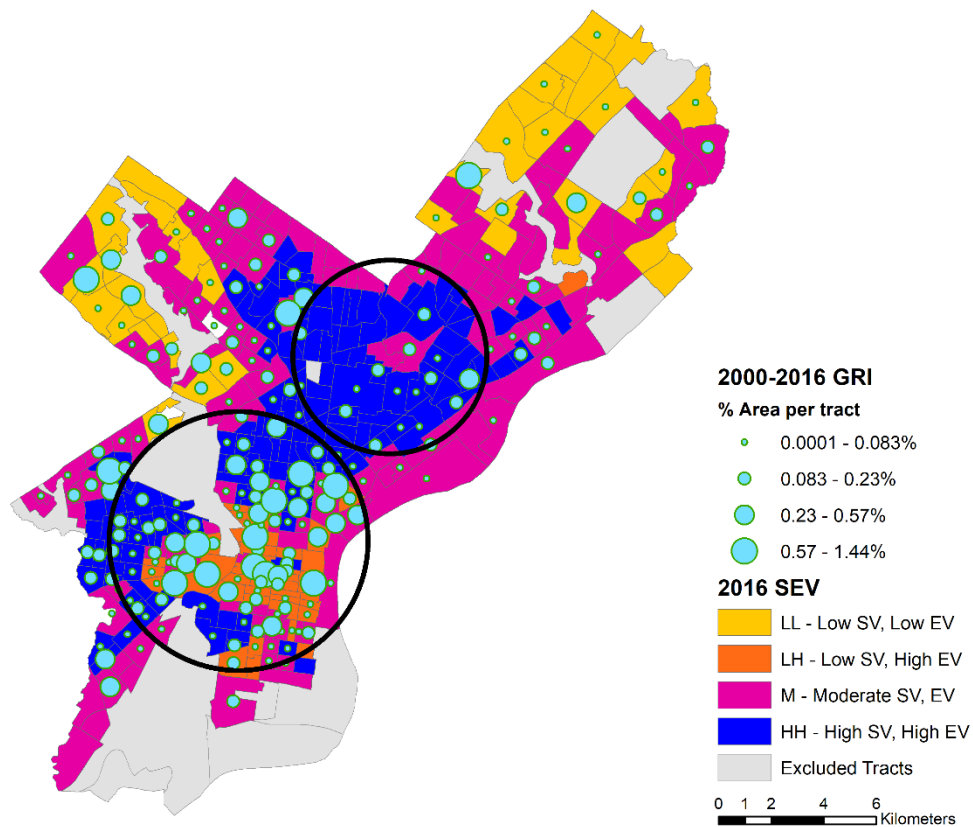 2000-2016 GRI
% Area per tract
0.0001 - 0.083%
0.083 - 0.23%
0.23 - 0.57%
0.57 - 1.44%
2016 SEV
LL - Low SV, Low EV
LH - Low SV, High EV
M - Moderate SV, EV
HH - High SV, High EV
Excluded Tracts
0 1 2 4 6
Kilometers